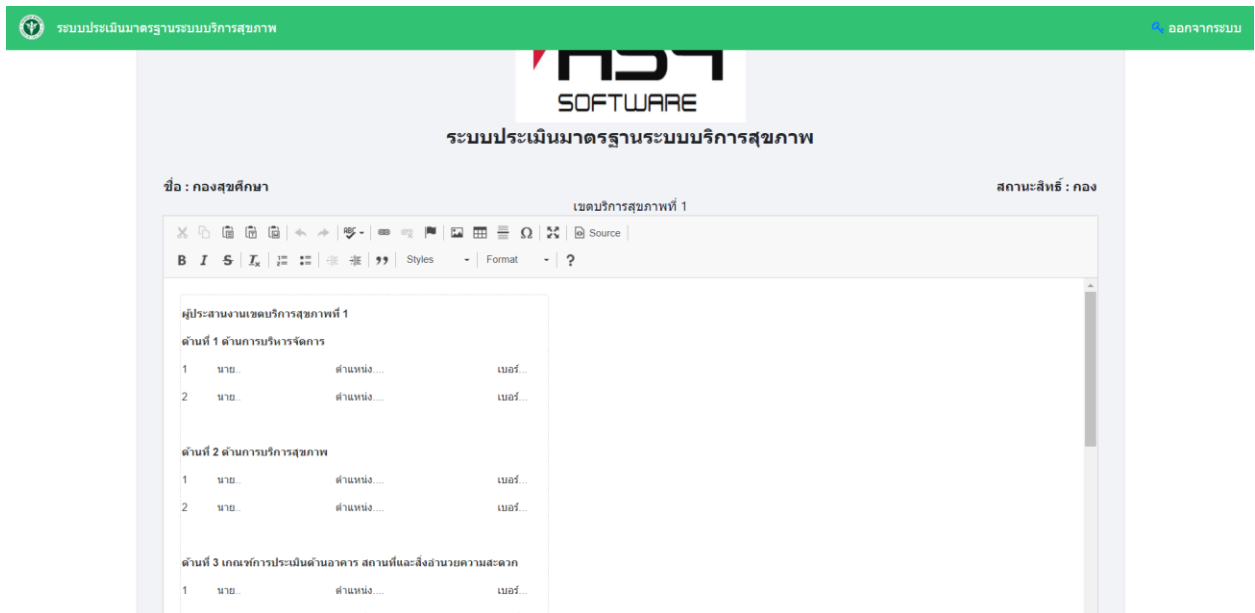 ระบบประเมินมาตรฐานระบบบริการสุขภาพ
ออกจากระบบ
SOFTWARE
ระบบประเมินมาตรฐานระบบบริการสุขภาพ
ชื่อ : กองสุขศึกษา
สถานะสิทธิ์ : กอง
เขตบริการสุขภาพที่ 1
Source
B I S Tx Styles Format ?
ผู้ประสานงานเขตบริการสุขภาพที่ 1
ด้านที่ 1 ด้านการบริหารจัดการ
1 นาย.. ตำแหน่ง.... เบอร์...
2 นาย.. ตำแหน่ง.... เบอร์...
ด้านที่ 2 ด้านการบริการสุขภาพ
1 นาย.. ตำแหน่ง.... เบอร์...
2 นาย.. ตำแหน่ง.... เบอร์...
ด้านที่ 3 เกณฑ์การประเมินด้านอาคาร สถานที่และสิ่งอำนวยความสะดวก
1 นาย.. ตำแหน่ง.... เบอร์...